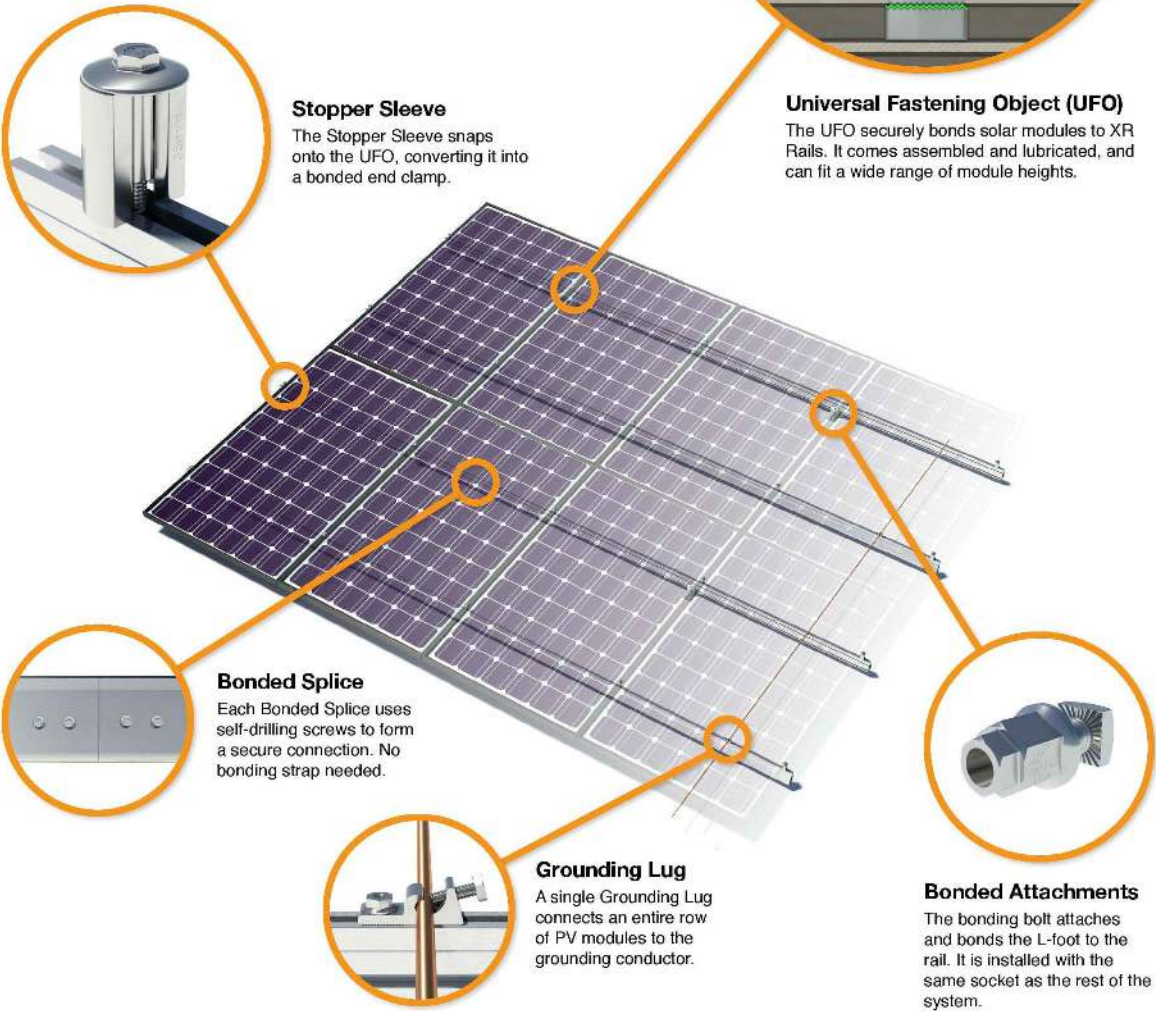 Stopper Sleeve
The Stopper Sleeve snaps
onto the UFO, converting it into
a bonded end clamp.
Universal Fastening Object (UFO)
The UFO securely bonds solar modules to XR
Rails. It comes assembled and lubricated, and
can fit a wide range of module heights.
Bonded Splice
Each Bonded Splice uses
self-drilling screws to form
a secure connection. No
bonding strap needed.
Grounding Lug
A single Grounding Lug
connects an entire row
of PV modules to the
grounding conductor.
Bonded Attachments
The bonding bolt attaches
and bonds the L-foot to the
rail. It is installed with the
same socket as the rest of the
system.